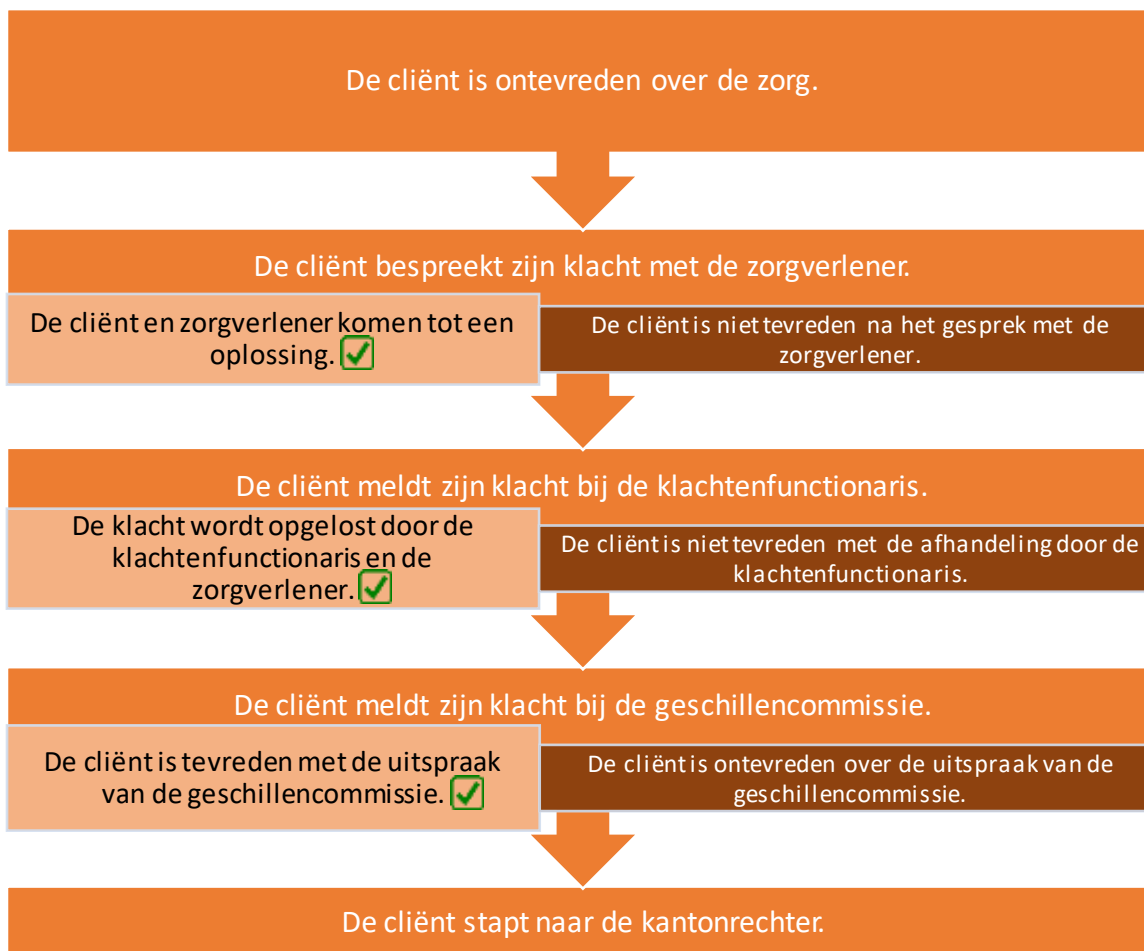 De cliënt is ontevreden over de zorg.
De cliënt bespreekt zijn klacht met de zorgverlener.
De cliënt en zorgverlener komen tot een
oplossing.
De cliënt is niet tevreden na het gesprek met de
zorgverlener.
De cliënt meldt zijn klacht bij de klachtenfunctionaris.
De klacht wordt opgelost door de
klachtenfunctionaris en de
zorgverlener.
De cliënt is niet tevreden met de afhandeling door de
klachtenfunctionaris.
De cliënt meldt zijn klacht bij de geschillencommissie.
De cliënt is tevreden met de uitspraak
van de geschillencommissie.
De cliënt is ontevreden over de uitspraak van de
geschillencommissie.
De cliënt stapt naar de kantonrechter.